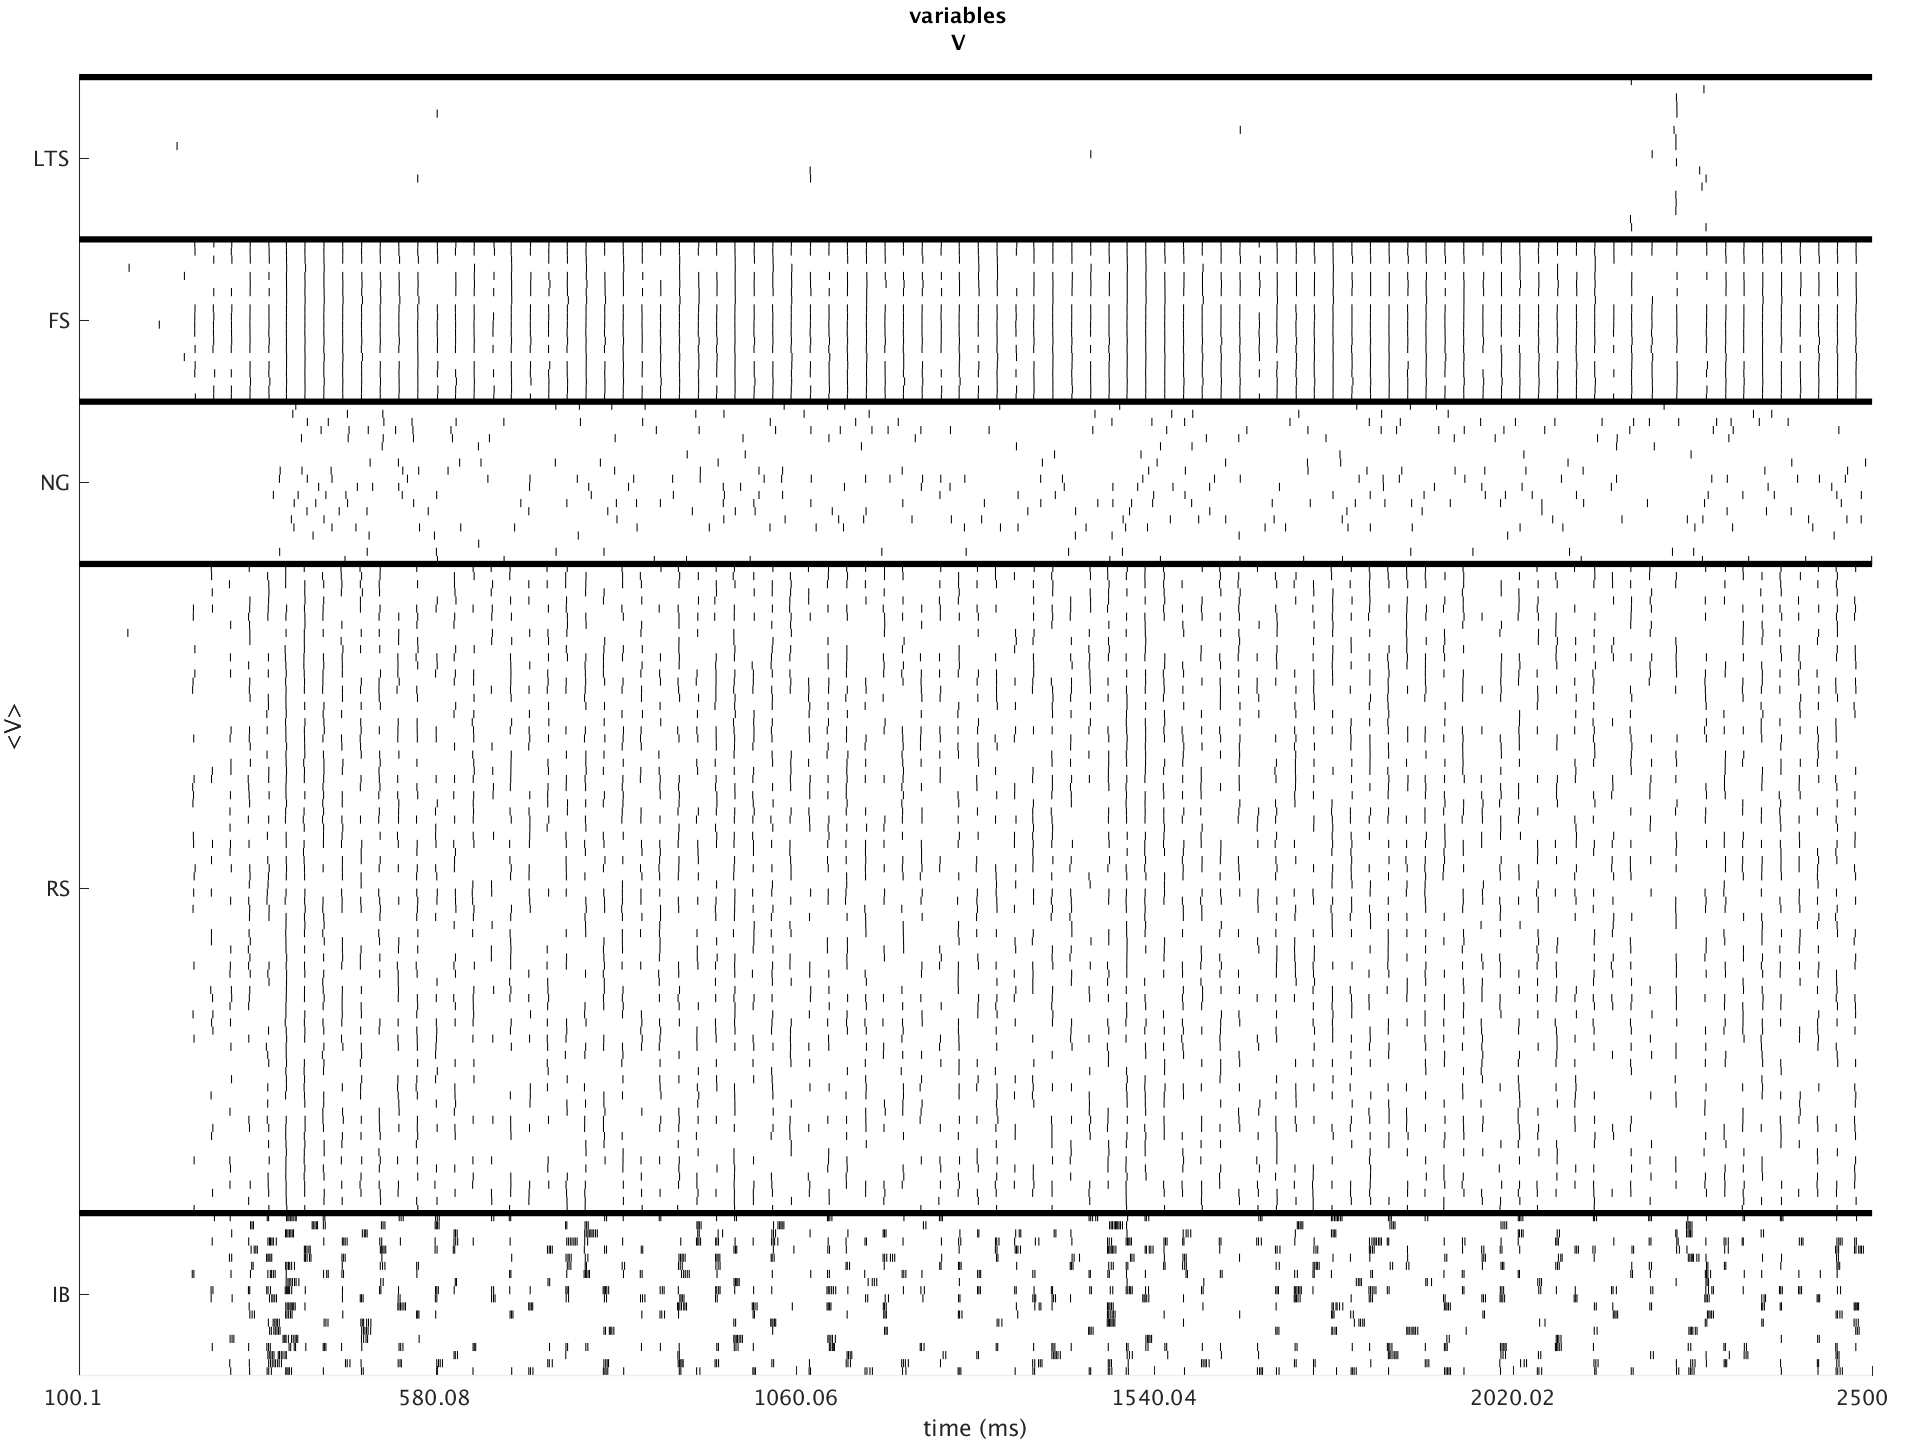 variables
V
LTS
FS
NG
RS
IB
<V>
100.1
580.08
1060.06
1540.04
2020.02
2500
time (ms)